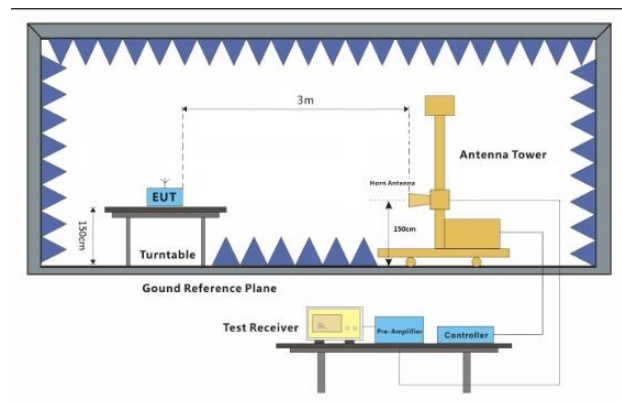 3m
Antenna Tower
Horn Antenna
EUT
150cm
150cm
Turntable
Gound Reference Plane
Test Receiver
Pre-Amplifier
Controller